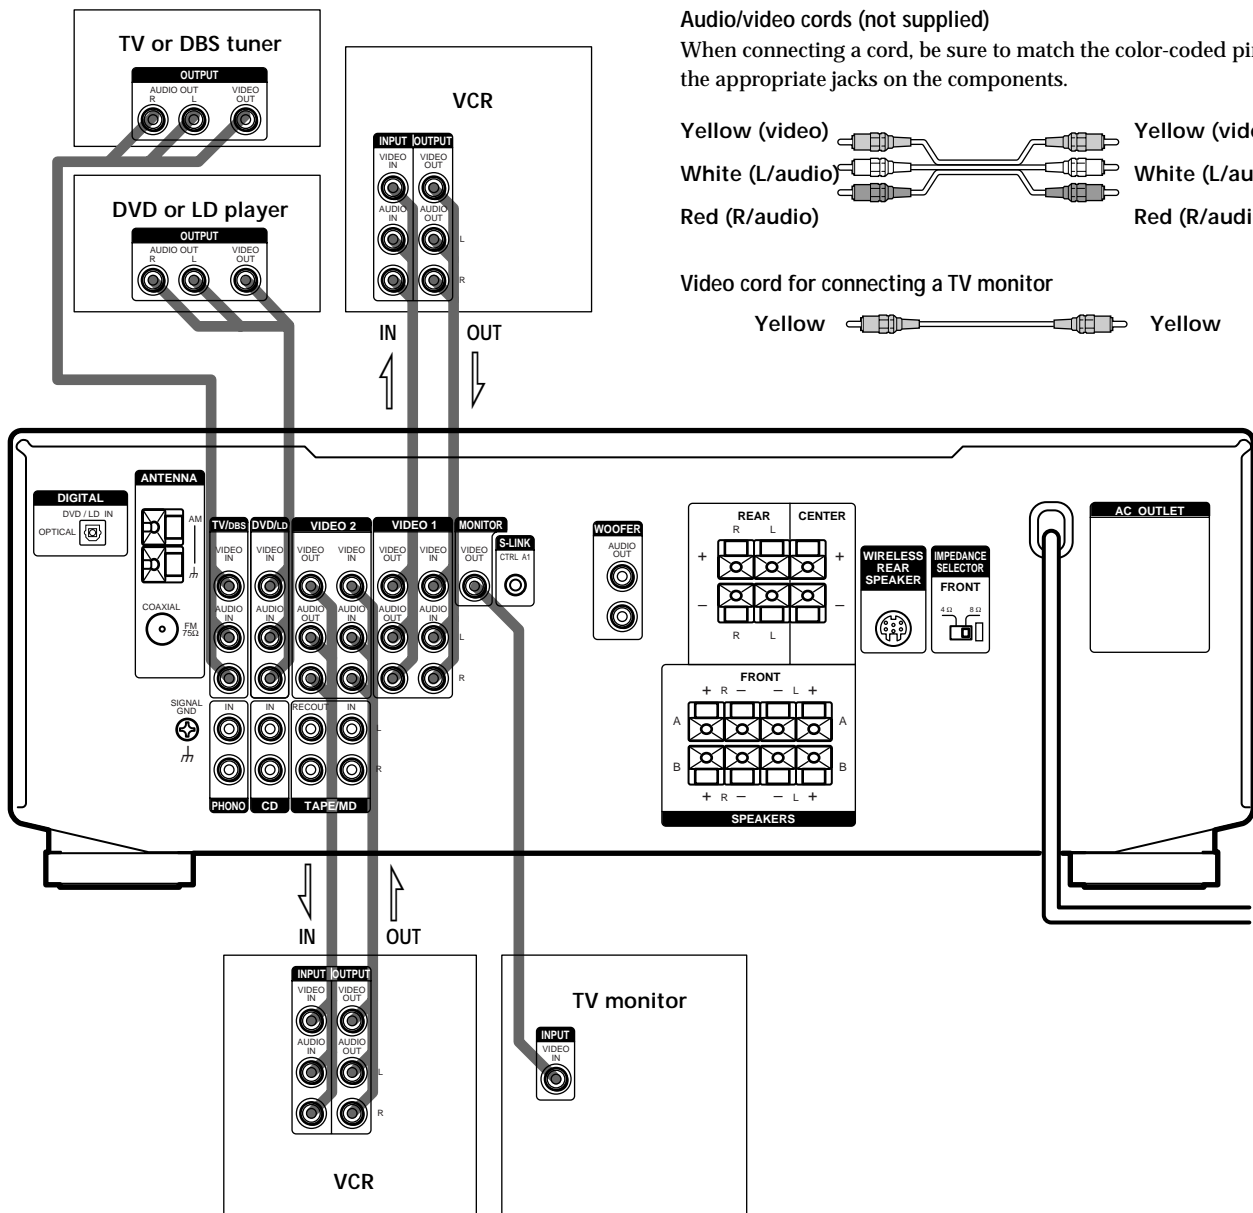 Audio/video cords (not supplied)
When connecting a cord, be sure to match the color-coded pi
the appropriate jacks on the components.
Yellow (video)
Yellow (vid
White (L/audio)
White (L/au
Red (R/audio)
Red (R/audi
Video cord for connecting a TV monitor
Yellow
Yellow
TV or DBS tuner
OUTPUT
AUDIO OUT
R L
VIDEO
OUT
DVD or LD player
OUTPUT
AUDIO OUT
R L
VIDEO
OUT
VCR
INPUT OUTPUT
VIDEO
IN
VIDEO
OUT
AUDIO
IN
AUDIO
OUT
L
R
IN
OUT
DIGITAL
DVD / LD IN
OPTICAL
ANTENNA
AM
COAXIAL
FM
75Ω
SIGNAL
GND
TV/DBS
VIDEO
IN
AUDIO
IN
DVD/LD
VIDEO
IN
AUDIO
IN
VIDEO 2
VIDEO
OUT
VIDEO
IN
AUDIO
OUT
AUDIO
IN
VIDEO 1
VIDEO
OUT
VIDEO
IN
AUDIO
OUT
AUDIO
IN
L
R
MONITOR
VIDEO
OUT
S-LINK
CTRL A1
IN
IN
RECOUT
IN
L
R
PHONO
CD
TAPE/MD
WOOFER
AUDIO
OUT
REAR
R L
CENTER
+ +
– –
R L
FRONT
+ R – – L +
A A
B B
+ R – – L +
SPEAKERS
WIRELESS
REAR
SPEAKER
IMPEDANCE
SELECTOR
FRONT
4 Ω 8 Ω
AC OUTLET
IN
OUT
INPUT OUTPUT
VIDEO
IN
VIDEO
OUT
AUDIO
IN
AUDIO
OUT
L
R
VCR
TV monitor
INPUT
VIDEO
IN